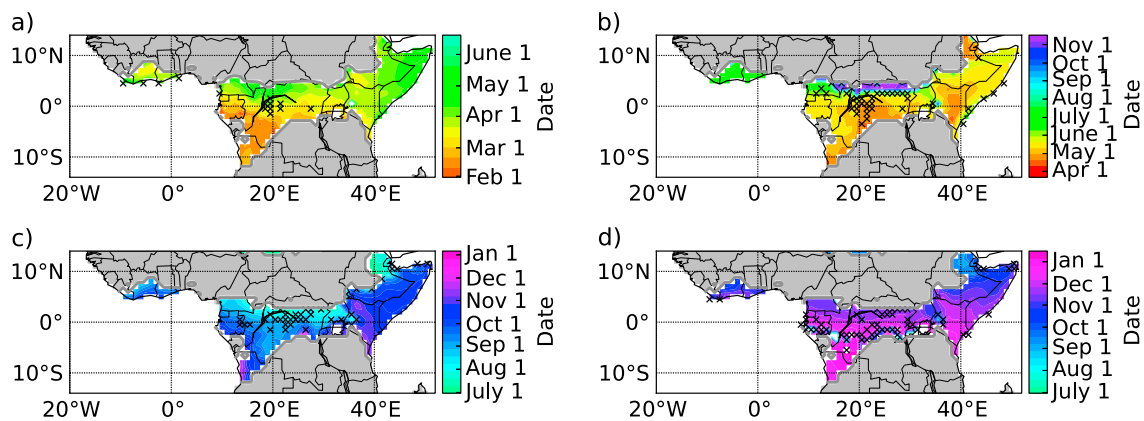 a)
10°N
0°
10°S
20°W
0°
20°E
40°E
June 1
May 1
Apr 1
Mar 1
Feb 1
Date
b)
10°N
0°
10°S
20°W
0°
20°E
40°E
Nov 1
Oct 1
Sep 1
Aug 1
July 1
June 1
May 1
Apr 1
Date
c)
10°N
0°
10°S
20°W
0°
20°E
40°E
Jan 1
Dec 1
Nov 1
Oct 1
Sep 1
Aug 1
July 1
Date
d)
10°N
0°
10°S
20°W
0°
20°E
40°E
Jan 1
Dec 1
Nov 1
Oct 1
Sep 1
Aug 1
July 1
Date